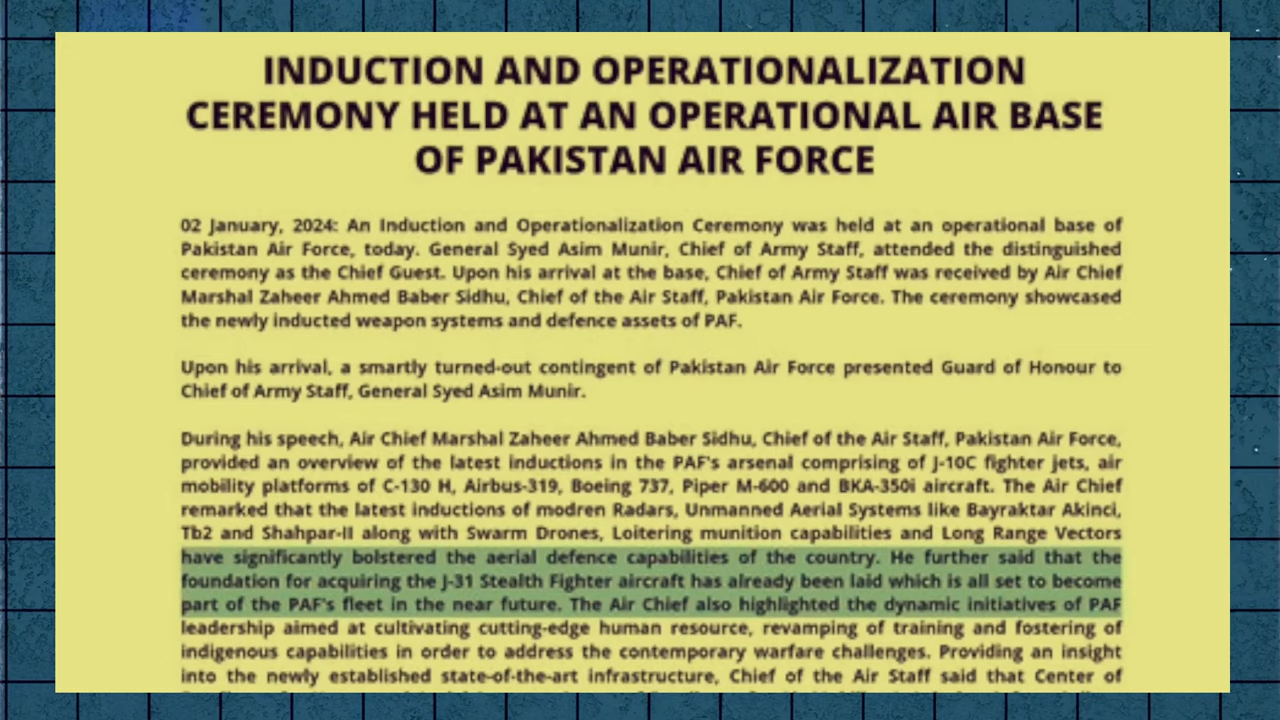 INDUCTION AND OPERATIONALIZATION
CEREMONY HELD AT AN OPERATIONAL AIR BASE
OF PAKISTAN AIR FORCE
02 January, 2024: An Induction and Operationalization Ceremony was held at an operational base of
Pakistan Air Force, today. General Syed Asim Munir, Chief of Army Staff, attended the distinguished
ceremony as the Chief Guest. Upon his arrival at the base, Chief of Army Staff was received by Air Chief
Marshal Zaheer Ahmed Baber Sidhu, Chief of the Air Staff, Pakistan Air Force. The ceremony showcased
the newly inducted weapon systems and defence assets of PAF.
Upon his arrival, a smartly turned-out contingent of Pakistan Air Force presented Guard of Honour to
Chief of Army Staff, General Syed Asim Munir.
During his speech, Air Chief Marshal Zaheer Ahmed Baber Sidhu, Chief of the Air Staff, Pakistan Air Force,
provided an overview of the latest inductions in the PAF's arsenal comprising of J-10C fighter jets, air
mobility platforms of C-130 H, Airbus-319, Boeing 737, Piper M-600 and BKA-350i aircraft. The Air Chief
remarked that the latest inductions of modren Radars, Unmanned Aerial Systems like Bayraktar Akinci,
Tb2 and Shahpar-II along with Swarm Drones, Loitering munition capabilities and Long Range Vectors
have significantly bolstered the aerial defence capabilities of the country. He further said that the
foundation for acquiring the J-31 Stealth Fighter aircraft has already been laid which is all set to become
part of the PAF's fleet in the near future. The Air Chief also highlighted the dynamic initiatives of PAF
leadership aimed at cultivating cutting-edge human resource, revamping of training and fostering of
indigenous capabilities in order to address the contemporary warfare challenges. Providing an insight
into the newly established state-of-the-art infrastructure, Chief of the Air Staff said that Center of